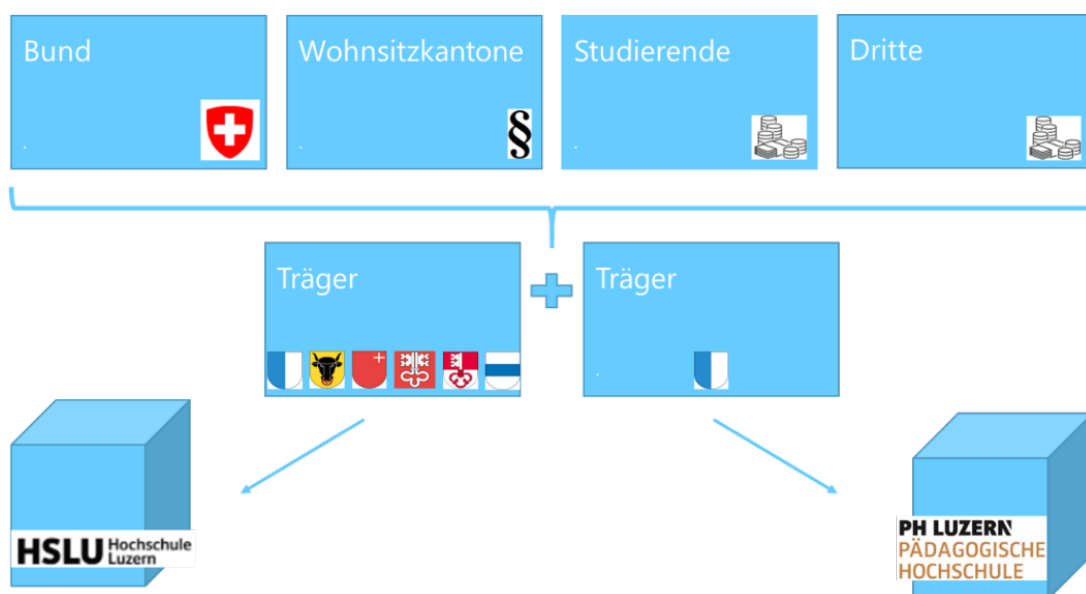 Bund
Wohnsitzkantone
Studierende
Dritte
§
Träger
Träger
HSLU Hochschule
Luzern
PH LUZERN
PÄDAGOGISCHE
HOCHSCHULE